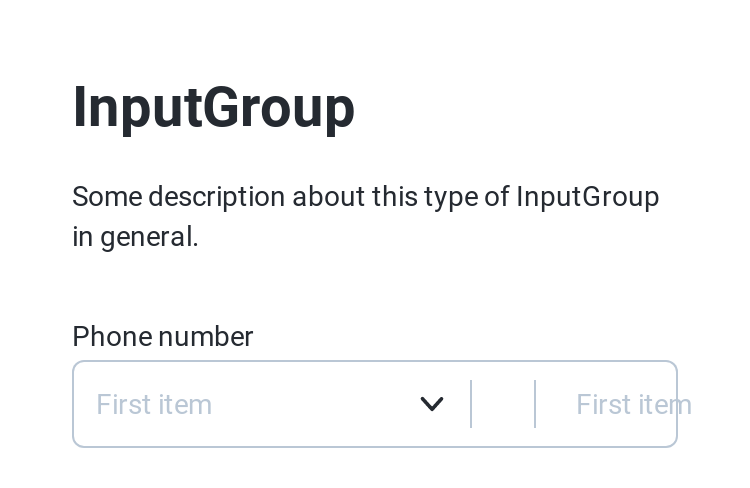 InputGroup
Some description about this type of InputGroup
in general.
Phone number
First item First item